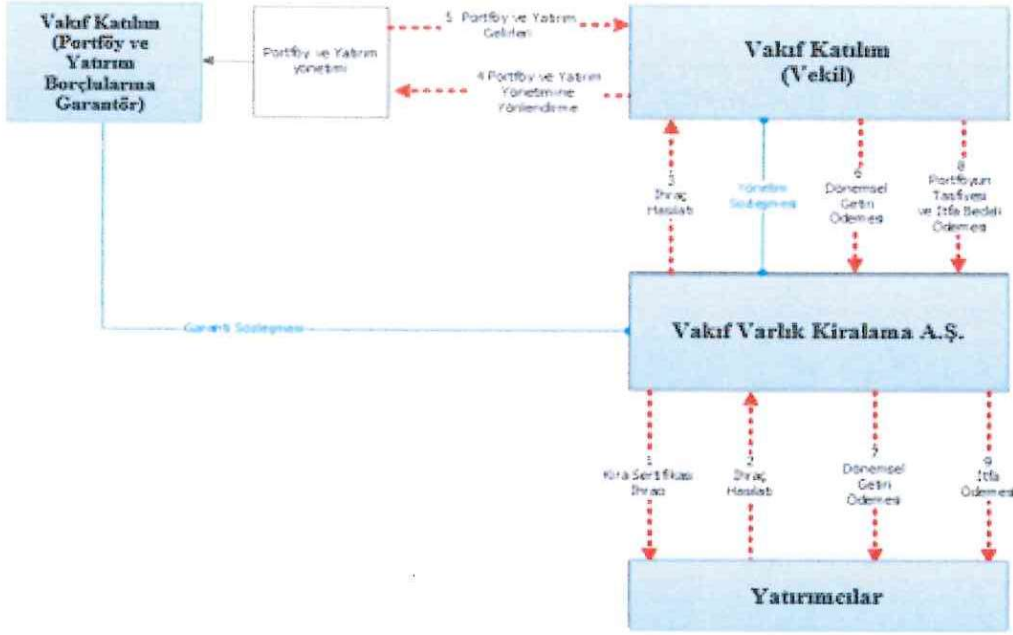 Vakıf Katılım
(Portföy ve
Yatırım
Borçlularına
Garantör)
Portföy ve Yatırım
yönetimi
5 Portföy ve Yatırım
Gelirleri
4 Portföy ve Yatırım
Yönetimine
Yönlendirme
Vakıf Katılım
(Vekil)
3
İhraç
Hasılatı
Yönetim
Sözleşmesi
6
Dönemsel
Getiri
Ödemesi
8
Portföyün
Tasfiyesi
ve İtfa Bedeli
Ödemesi
Garanti Sözleşmesi
Vakıf Varlık Kiralama A.Ş.
1
Kira Sertifikası
İhracı
2
İhraç
Hasılatı
7
Dönemsel
Getiri
Ödemesi
9
İtfa
Ödemesi
Yatırımcılar